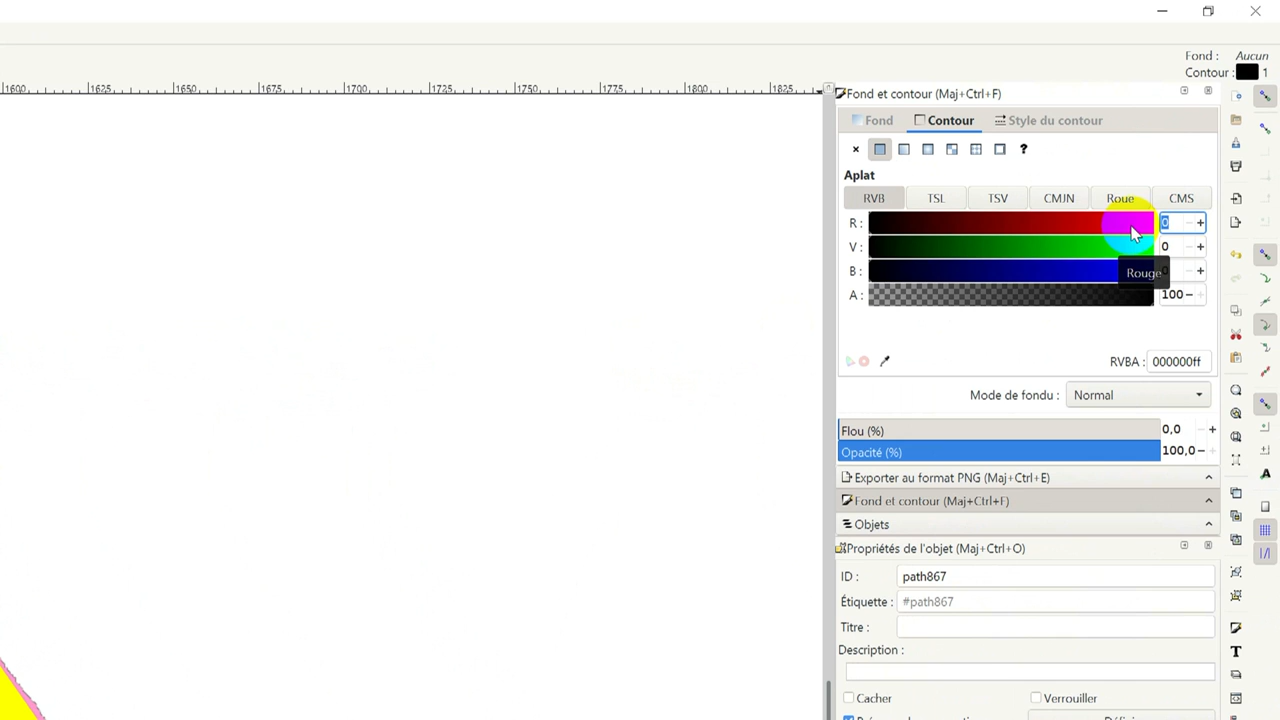 Fond : Aucun
Contour : 1
1600 1625 1650 1675 1700 1725 1750 1775 1800 1825
Fond et contour (Maj+Ctrl+F)
Fond Contour Style du contour
?
Aplat
RVB TSL TSV CMJN Roue CMS
R : 0 +
V : 0 +
Rouge
B : +
A : 100 −
RVBA : 000000ff
Mode de fondu : Normal
Flou (%) 0,0 +
Opacité (%) 100,0 −
Exporter au format PNG (Maj+Ctrl+E)
Fond et contour (Maj+Ctrl+F)
Objets
Propriétés de l'objet (Maj+Ctrl+O)
ID : path867
Étiquette : #path867
Titre :
Description :
Cacher Verrouiller